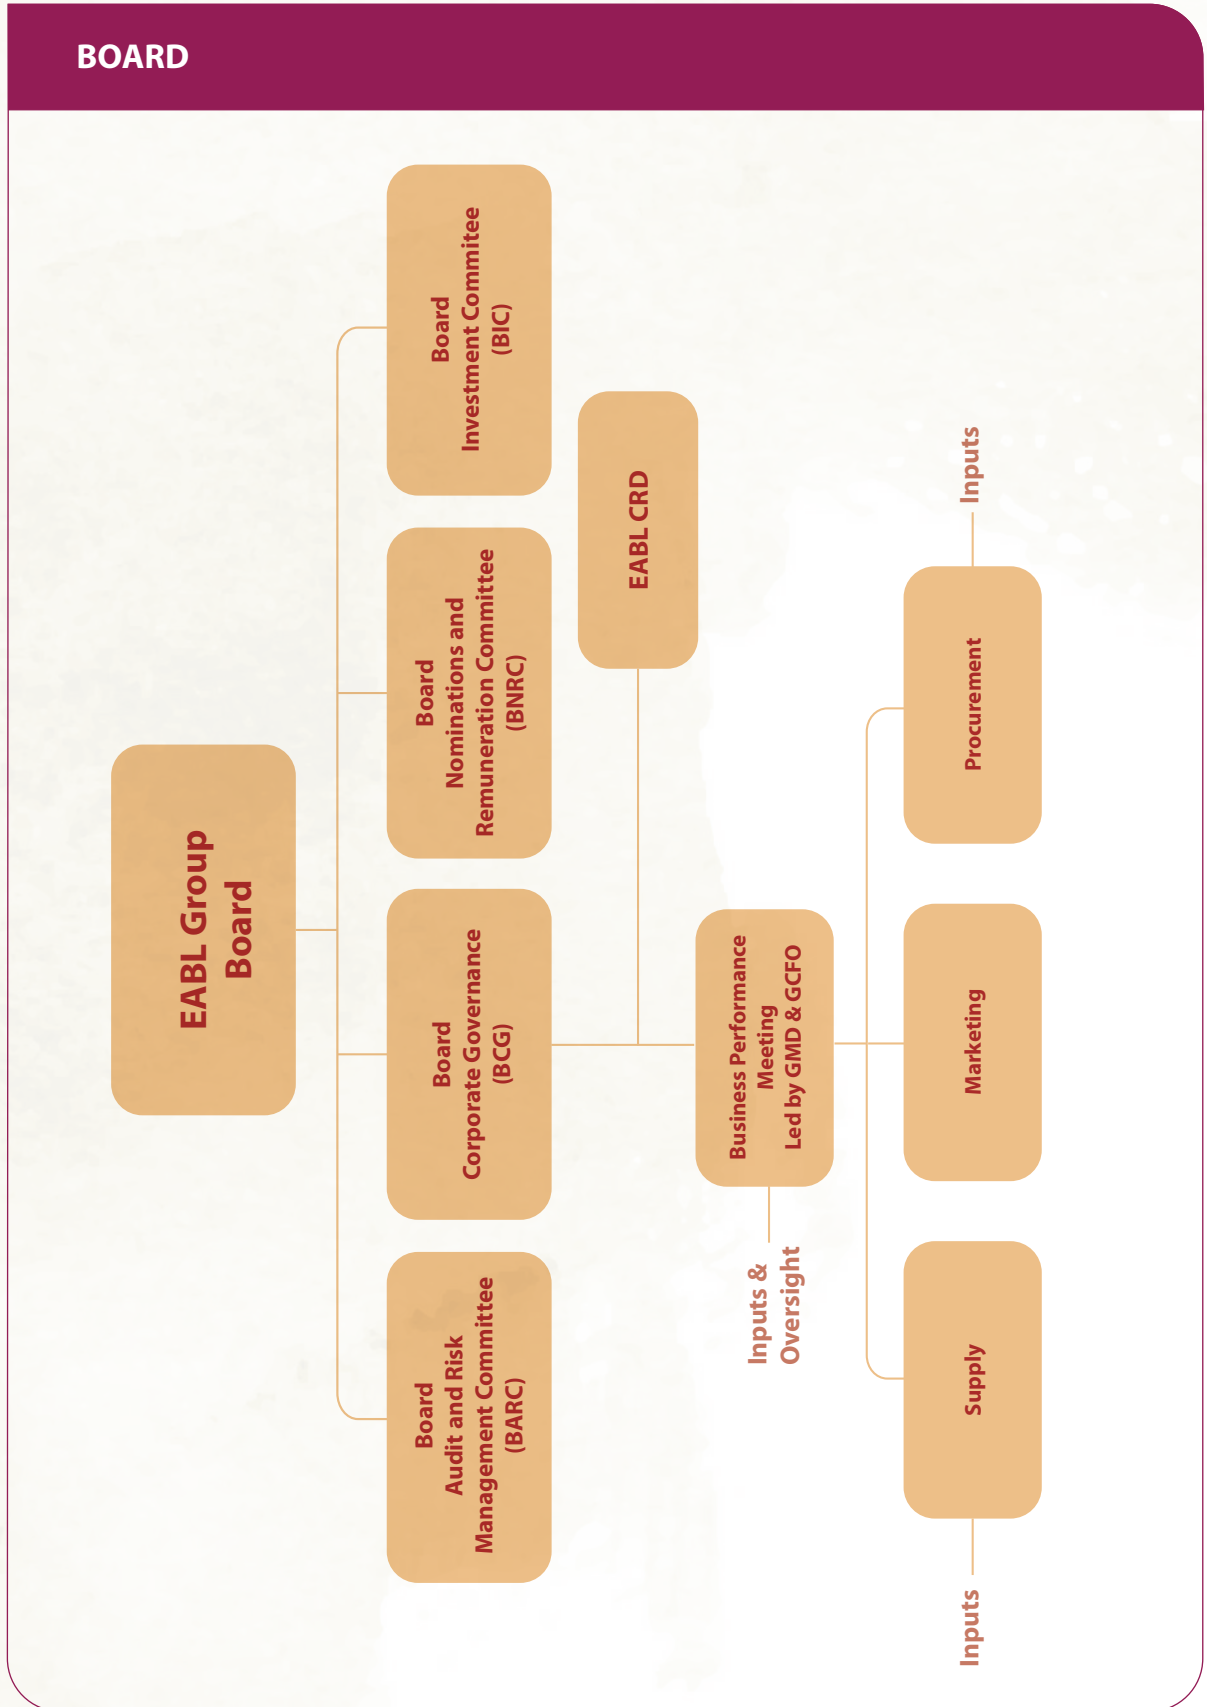 BOARD
EABL Group
Board
Board
Audit and Risk
Management Committee
(BARC)
Board
Corporate Governance
(BCG)
Board
Nominations and
Remuneration Committee
(BNRC)
Board
Investment Commitee
(BIC)
EABL CRD
Inputs &
Oversight
Business Performance
Meeting
Led by GMD & GCFO
Inputs
Supply
Marketing
Procurement
Inputs